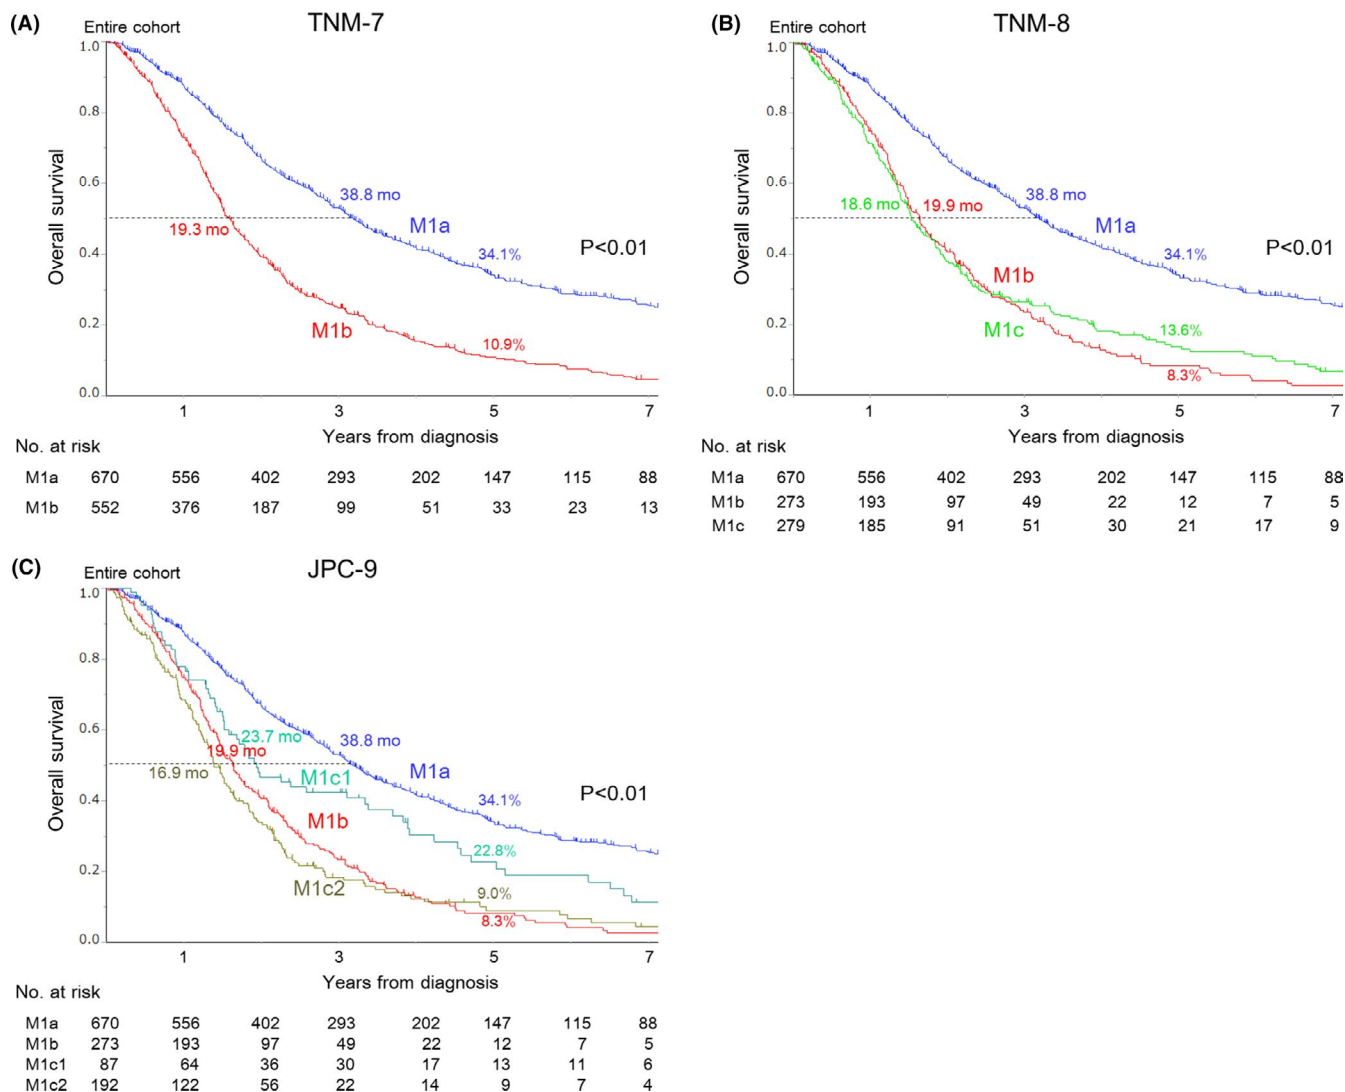 (A)
Entire cohort
TNM-7
1.0
0.8
0.6
0.4
0.2
0.0
Overall survival
38.8 mo
19.3 mo
M1a
34.1%
P<0.01
M1b
10.9%
1 3 5 7
Years from diagnosis
No. at risk
M1a 670 556 402 293 202 147 115 88
M1b 552 376 187 99 51 33 23 13
(B)
Entire cohort
TNM-8
1.0
0.8
0.6
0.4
0.2
0.0
Overall survival
18.6 mo
19.9 mo
38.8 mo
M1a
34.1%
P<0.01
M1b
M1c
13.6%
8.3%
1 3 5 7
Years from diagnosis
No. at risk
M1a 670 556 402 293 202 147 115 88
M1b 273 193 97 49 22 12 7 5
M1c 279 185 91 51 30 21 17 9
(C)
Entire cohort
JPC-9
1.0
0.8
0.6
0.4
0.2
0.0
Overall survival
23.7 mo
38.8 mo
19.9 mo
16.9 mo
M1c1
M1a
34.1%
P<0.01
M1b
22.8%
M1c2
9.0%
8.3%
1 3 5 7
Years from diagnosis
No. at risk
M1a 670 556 402 293 202 147 115 88
M1b 273 193 97 49 22 12 7 5
M1c1 87 64 36 30 17 13 11 6
M1c2 192 122 56 22 14 9 7 4